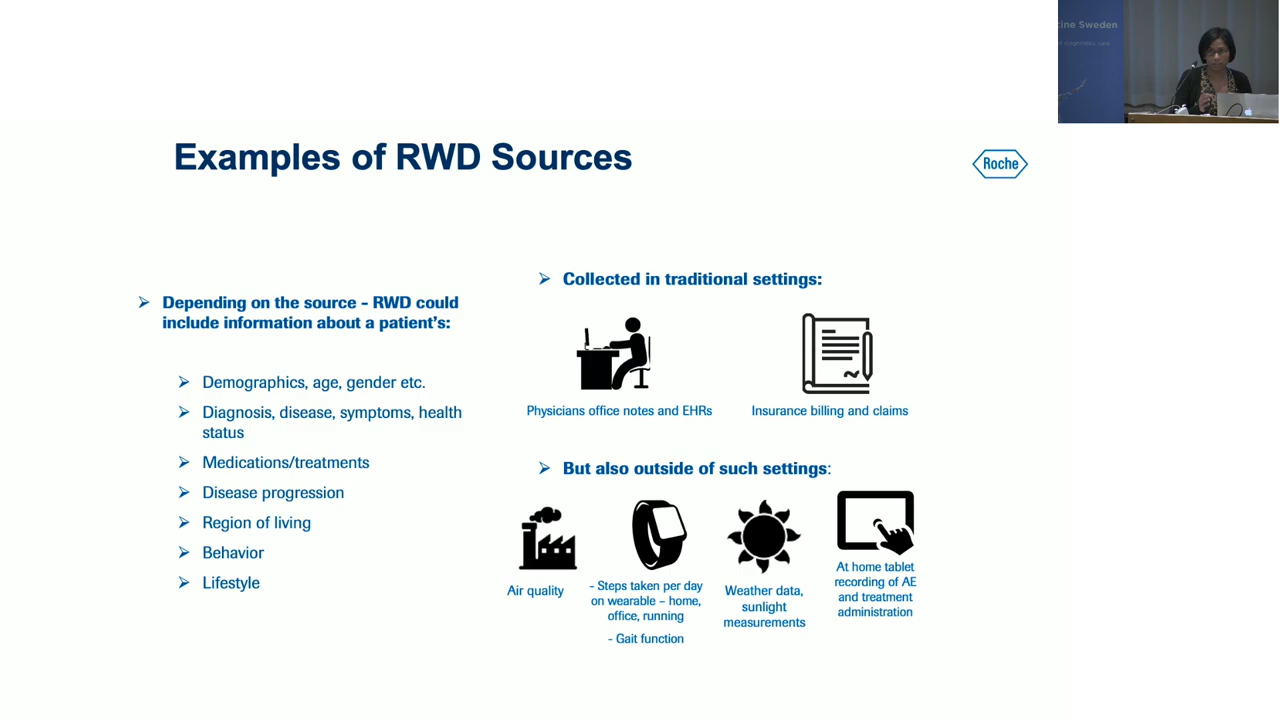 cine Sweden
Examples of RWD Sources
Roche
➢ Depending on the source - RWD could
include information about a patient's:
➢ Demographics, age, gender etc.
➢ Diagnosis, disease, symptoms, health
status
➢ Medications/treatments
➢ Disease progression
➢ Region of living
➢ Behavior
➢ Lifestyle
➢ Collected in traditional settings:
Physicians office notes and EHRs
Insurance billing and claims
➢ But also outside of such settings:
Air quality
- Steps taken per day
on wearable – home,
office, running
- Gait function
Weather data,
sunlight
measurements
At home tablet
recording of AE
and treatment
administration